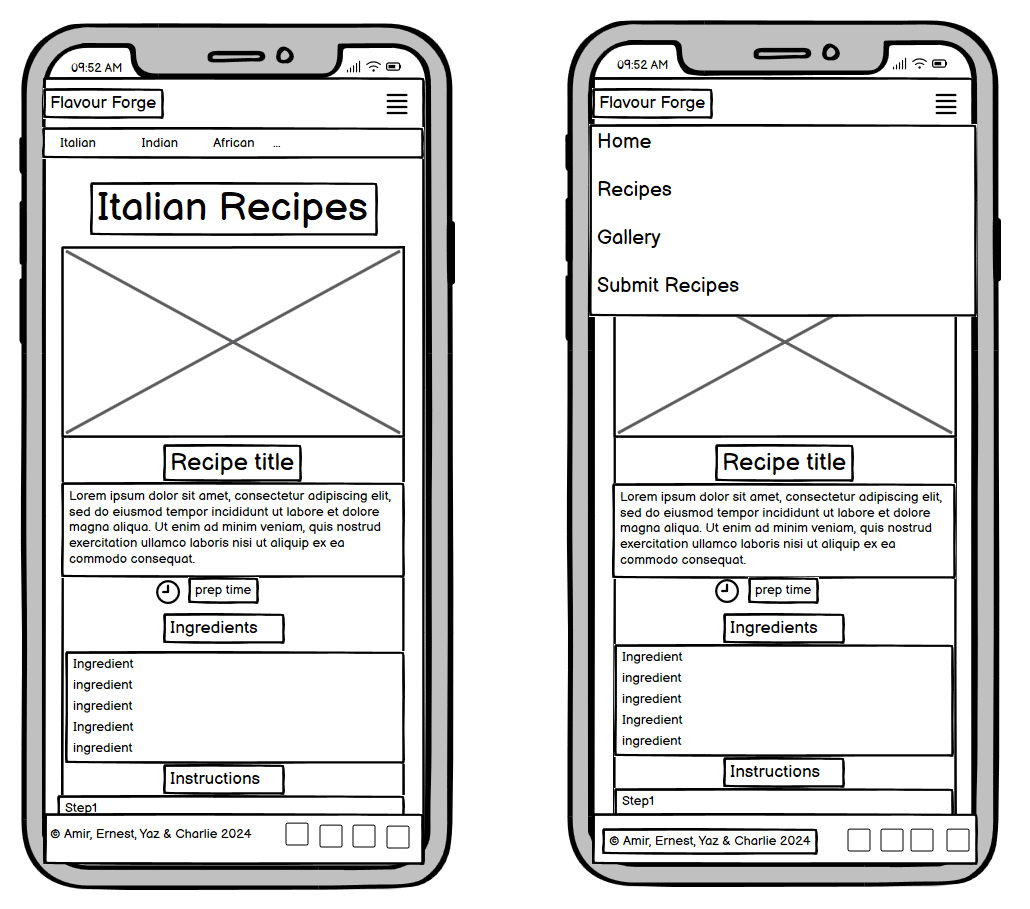 09:52 AM
Flavour Forge
Italian Indian African ...
Italian Recipes
Recipe title
Lorem ipsum dolor sit amet, consectetur adipiscing elit,
sed do eiusmod tempor incididunt ut labore et dolore
magna aliqua. Ut enim ad minim veniam, quis nostrud
exercitation ullamco laboris nisi ut aliquip ex ea
commodo consequat.
prep time
Ingredients
Ingredient
ingredient
ingredient
Ingredient
ingredient
Instructions
Step1
© Amir, Ernest, Yaz & Charlie 2024
09:52 AM
Flavour Forge
Home
Recipes
Gallery
Submit Recipes
Recipe title
Lorem ipsum dolor sit amet, consectetur adipiscing elit,
sed do eiusmod tempor incididunt ut labore et dolore
magna aliqua. Ut enim ad minim veniam, quis nostrud
exercitation ullamco laboris nisi ut aliquip ex ea
commodo consequat.
prep time
Ingredients
Ingredient
ingredient
ingredient
Ingredient
ingredient
Instructions
Step1
© Amir, Ernest, Yaz & Charlie 2024